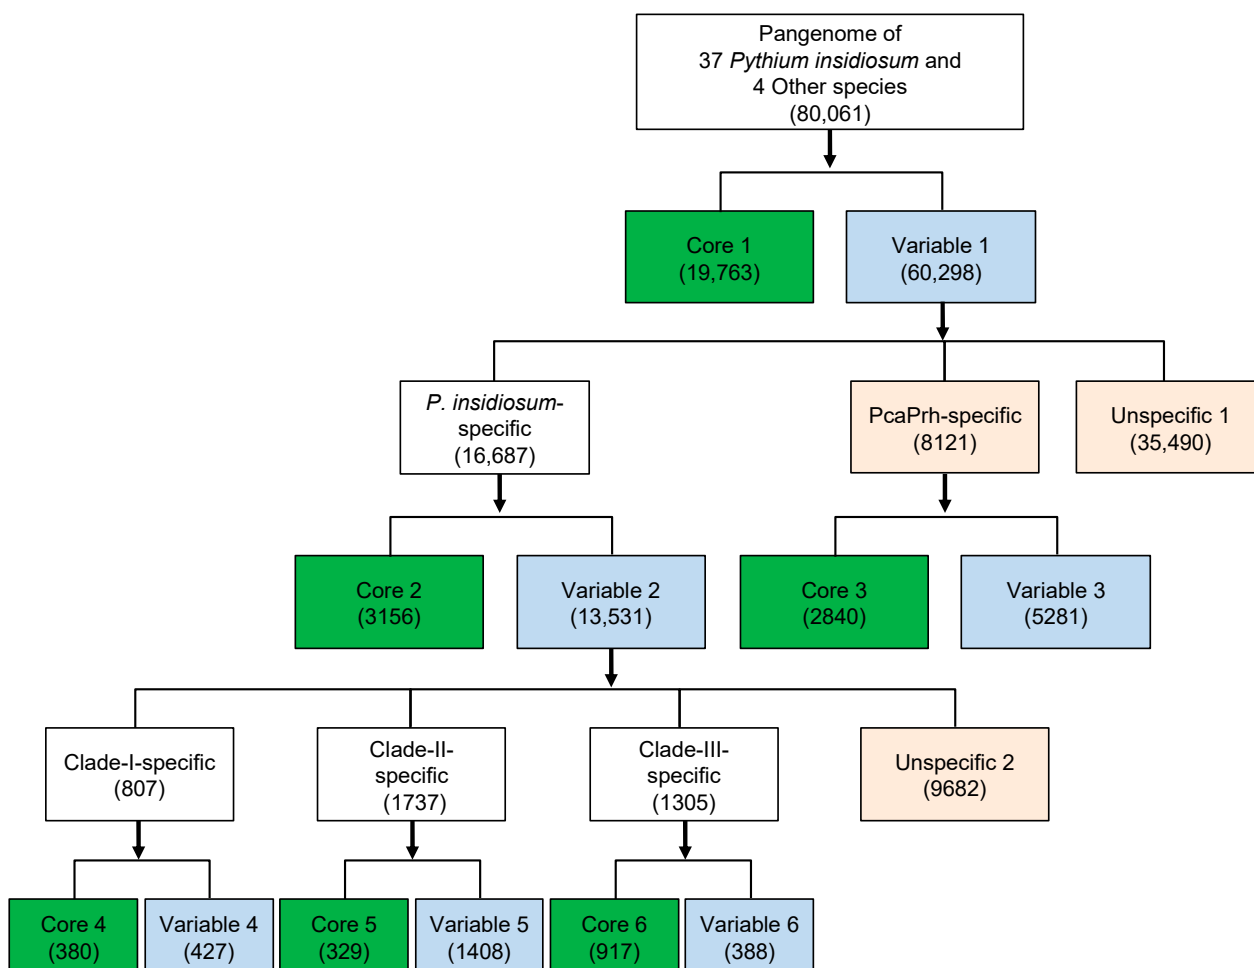 Pangenome of
37 Pythium insidiosum and
4 Other species
(80,061)
Core 1
(19,763)
Variable 1
(60,298)
P. insidiosum-
specific
(16,687)
PcaPrh-specific
(8121)
Unspecific 1
(35,490)
Core 2
(3156)
Variable 2
(13,531)
Core 3
(2840)
Variable 3
(5281)
Clade-I-specific
(807)
Clade-II-
specific
(1737)
Clade-III-
specific
(1305)
Unspecific 2
(9682)
Core 4
(380)
Variable 4
(427)
Core 5
(329)
Variable 5
(1408)
Core 6
(917)
Variable 6
(388)